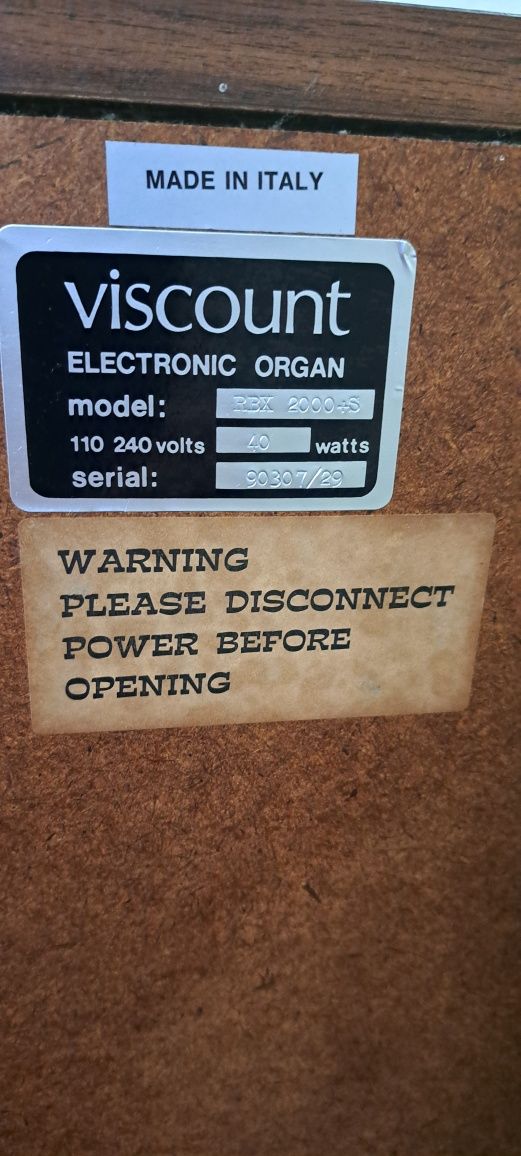 MADE IN ITALY
viscount
ELECTRONIC ORGAN
model: RBX 2000+S
110 240 volts 40 watts
serial: 90307/29
WARNING
PLEASE DISCONNECT
POWER BEFORE
OPENING